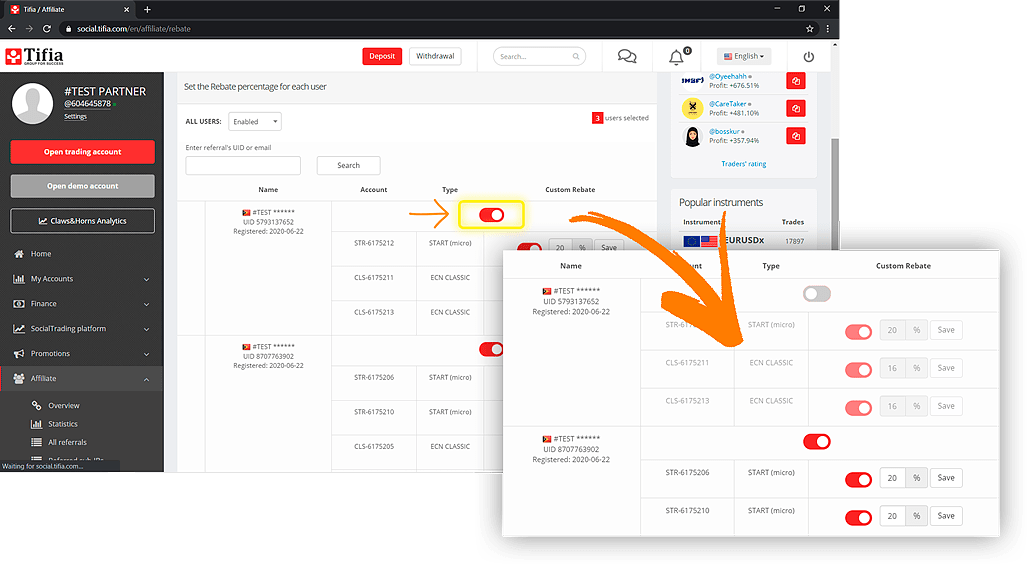 Tifia / Affiliate
social.tifia.com/en/affiliate/rebate
Tifia
GROUP FOR SUCCESS
Deposit
Withdrawal
Search...
0
English
#TEST PARTNER
@604645878
Settings
Open trading account
Open demo account
Claws&Horns Analytics
Home
My Accounts
Finance
SocialTrading platform
Promotions
Affiliate
Overview
Statistics
All referrals
Referred sub-IBs
Waiting for social.tifia.com...
Set the Rebate percentage for each user
ALL USERS: Enabled
3 users selected
Enter referral's UID or email
Search
Name Account Type Custom Rebate
#TEST ******
UID 5793137652
Registered: 2020-06-22
STR-6175212 START (micro) 20 % Save
CLS-6175211 ECN CLASSIC
CLS-6175213 ECN CLASSIC
#TEST ******
UID 8707763902
Registered: 2020-06-22
STR-6175206 START (micro)
STR-6175210 START (micro)
CLS-6175205 ECN CLASSIC
@Oyeehahh
Profit: +676.51%
@CareTaker
Profit: +481.10%
@bosskur
Profit: +357.94%
Traders' rating
Popular instruments
Instrument Trades
EURUSDx 17897
Name Type Custom Rebate
#TEST ******
UID 5793137652
Registered: 2020-06-22
START (micro) 20 % Save
CLS-6175211 ECN CLASSIC 16 % Save
CLS-6175213 ECN CLASSIC 16 % Save
#TEST ******
UID 8707763902
Registered: 2020-06-22
STR-6175206 START (micro) 20 % Save
STR-6175210 START (micro) 20 % Save